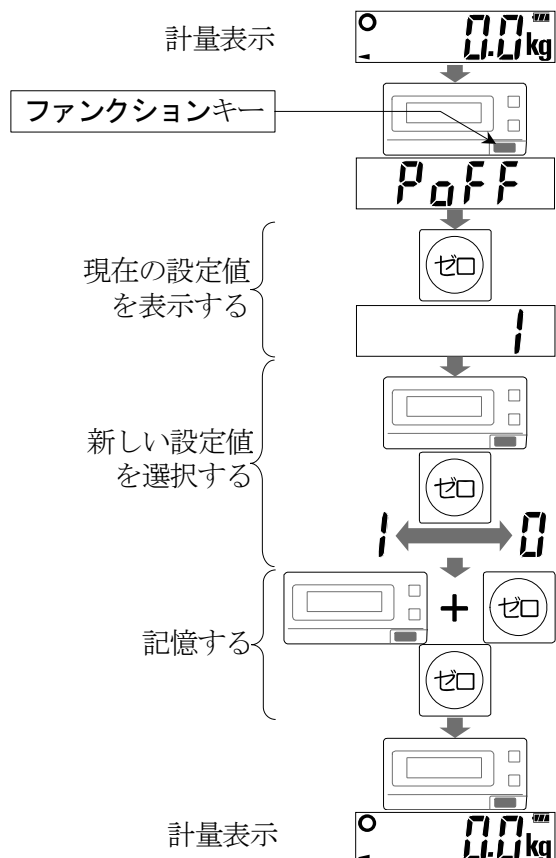 計量表示
0.0kg
ファンクションキー
PoFF
現在の設定値
を表示する
ゼロ
1
新しい設定値
を選択する
ゼロ
1 0
記憶する
+ ゼロ
ゼロ
計量表示
0.0kg